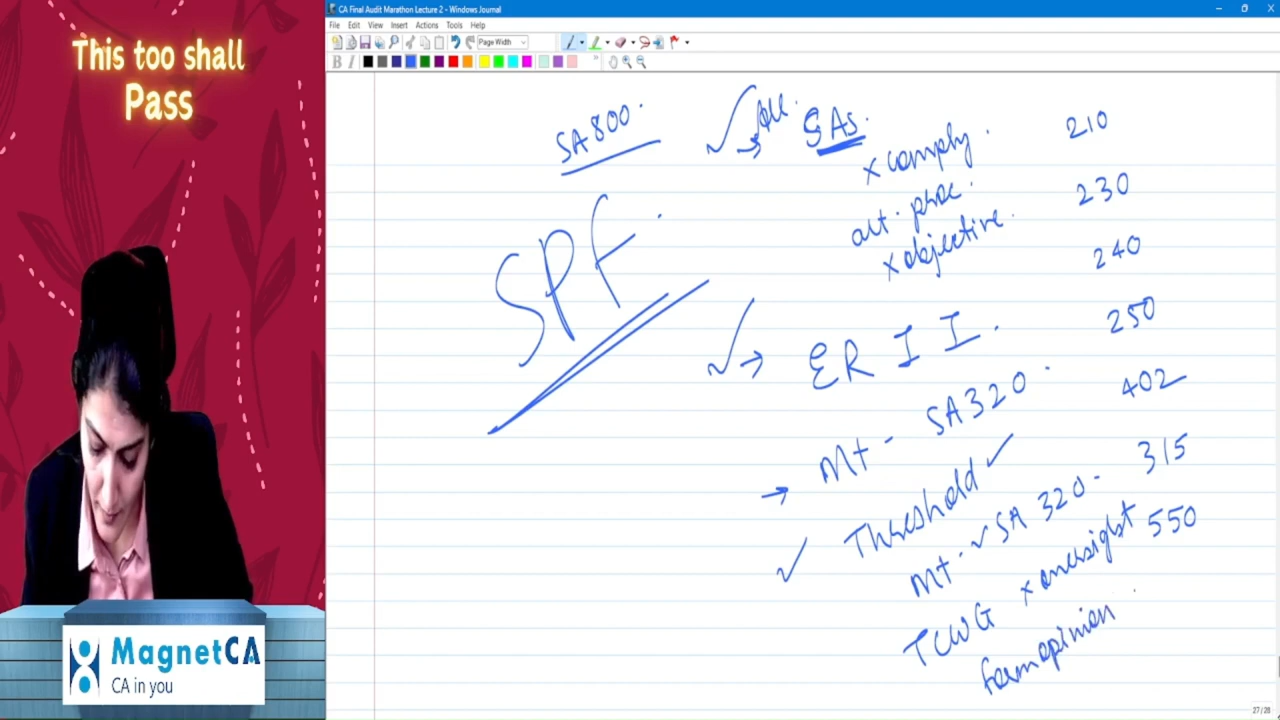 This too shall
Pass
MagnetCA
CA in you
CA Final Audit Marathon Lecture 2 - Windows Journal
File Edit View Insert Actions Tools Help
Page Width
B I
SA 800.
SPF.
All SAs.
x comply.
alt. proc.
x objective.
E R I I.
Mt - SA 320.
Threshold
Mt. SA 320.
TCWG x oversight
form opinion
210
230
240
250
402
315
550
27/28